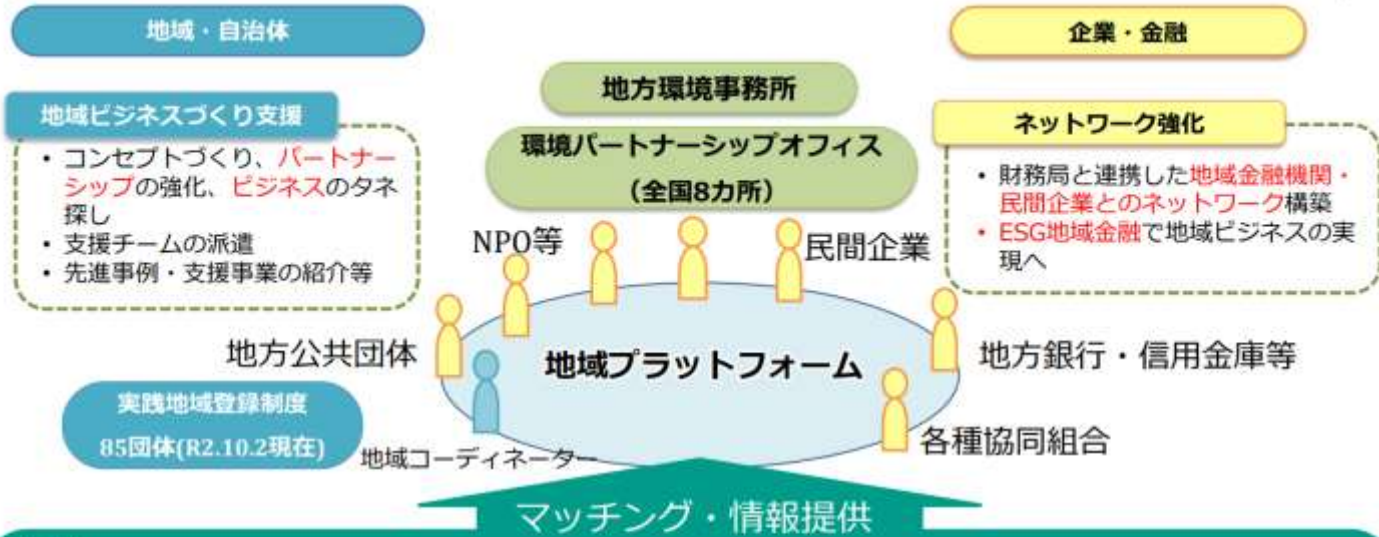 地域・自治体
企業・金融
地方環境事務所
環境パートナーシップオフィス
(全国8カ所)
地域ビジネスづくり支援
・コンセプトづくり、パートナー
シップの強化、ビジネスのタネ
探し
・支援チームの派遣
・先進事例・支援事業の紹介等
ネットワーク強化
・財務局と連携した地域金融機関・
民間企業とのネットワーク構築
・ESG地域金融で地域ビジネスの実
現へ
NPO等
民間企業
地方公共団体
地域プラットフォーム
地方銀行・信用金庫等
実践地域登録制度
85団体(R2.10.2現在)
地域コーディネーター
各種協同組合
マッチング・情報提供